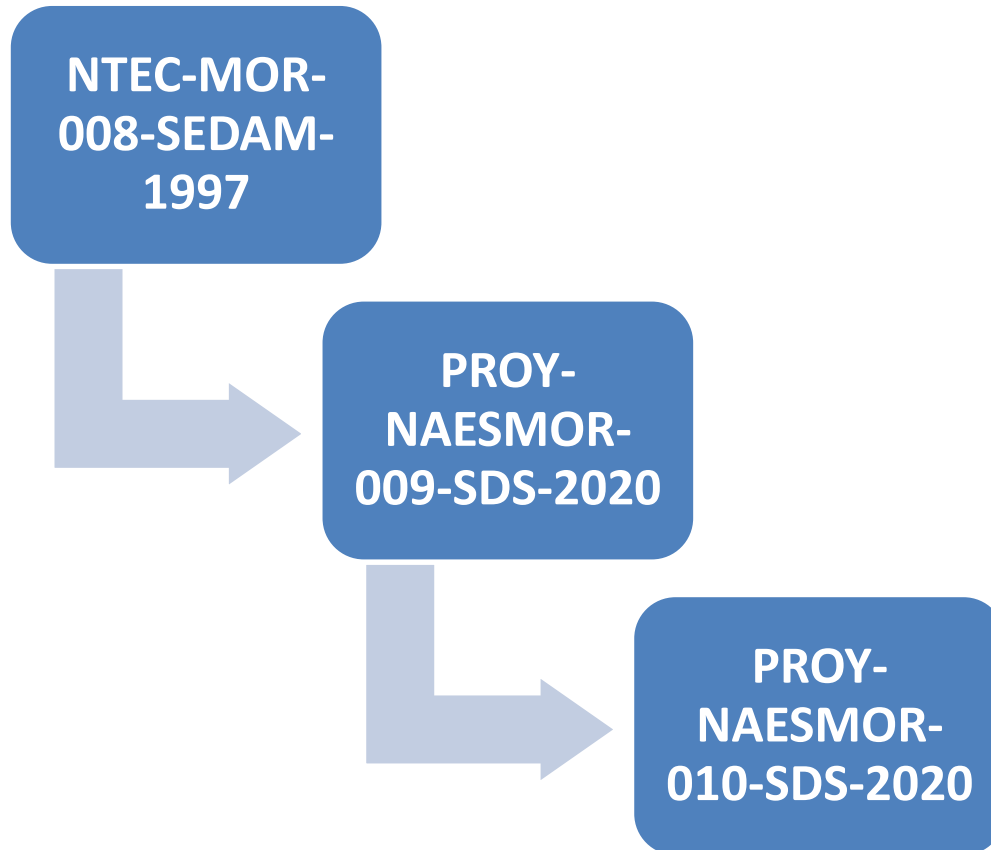 NTEC-MOR-
008-SEDAM-
1997
PROY-
NAESMOR-
009-SDS-2020
PROY-
NAESMOR-
010-SDS-2020